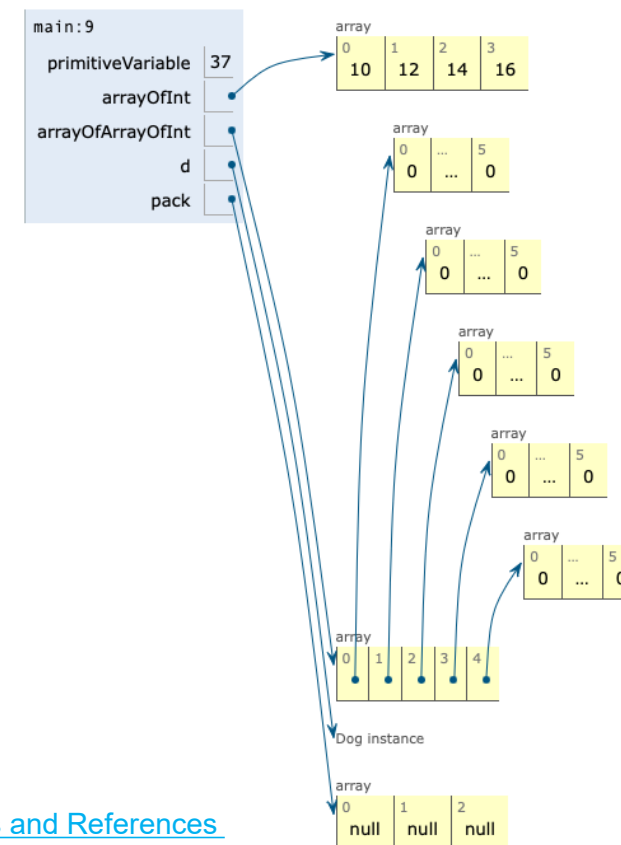 main:9
primitiveVariable 37
arrayOfInt
arrayOfArrayOfInt
d
pack
array
0 1 2 3
10 12 14 16
array
0 ... 5
0 ... 0
array
0 ... 5
0 ... 0
array
0 ... 5
0 ... 0
array
0 ... 5
0 ... 0
array
0 ... 5
0 ... 0
array
0 1 2 3 4
Dog instance
array
0 1 2
null null null
s and References